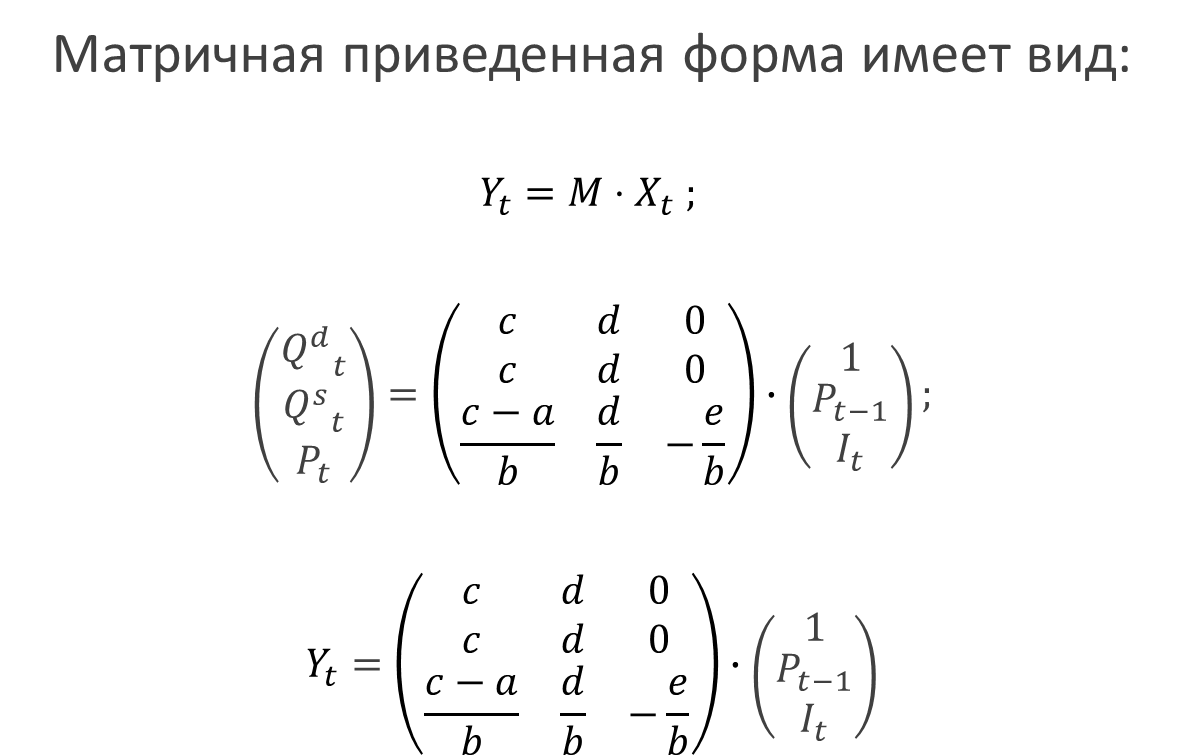 Матричная приведенная форма имеет вид:
Y_t = M · X_t ;
(Q^d_t; Q^s_t; P_t) = (c d 0; c d 0; (c − a)/b d/b −e/b) · (1; P_{t−1}; I_t);
Y_t = (c d 0; c d 0; (c − a)/b d/b −e/b) · (1; P_{t−1}; I_t)